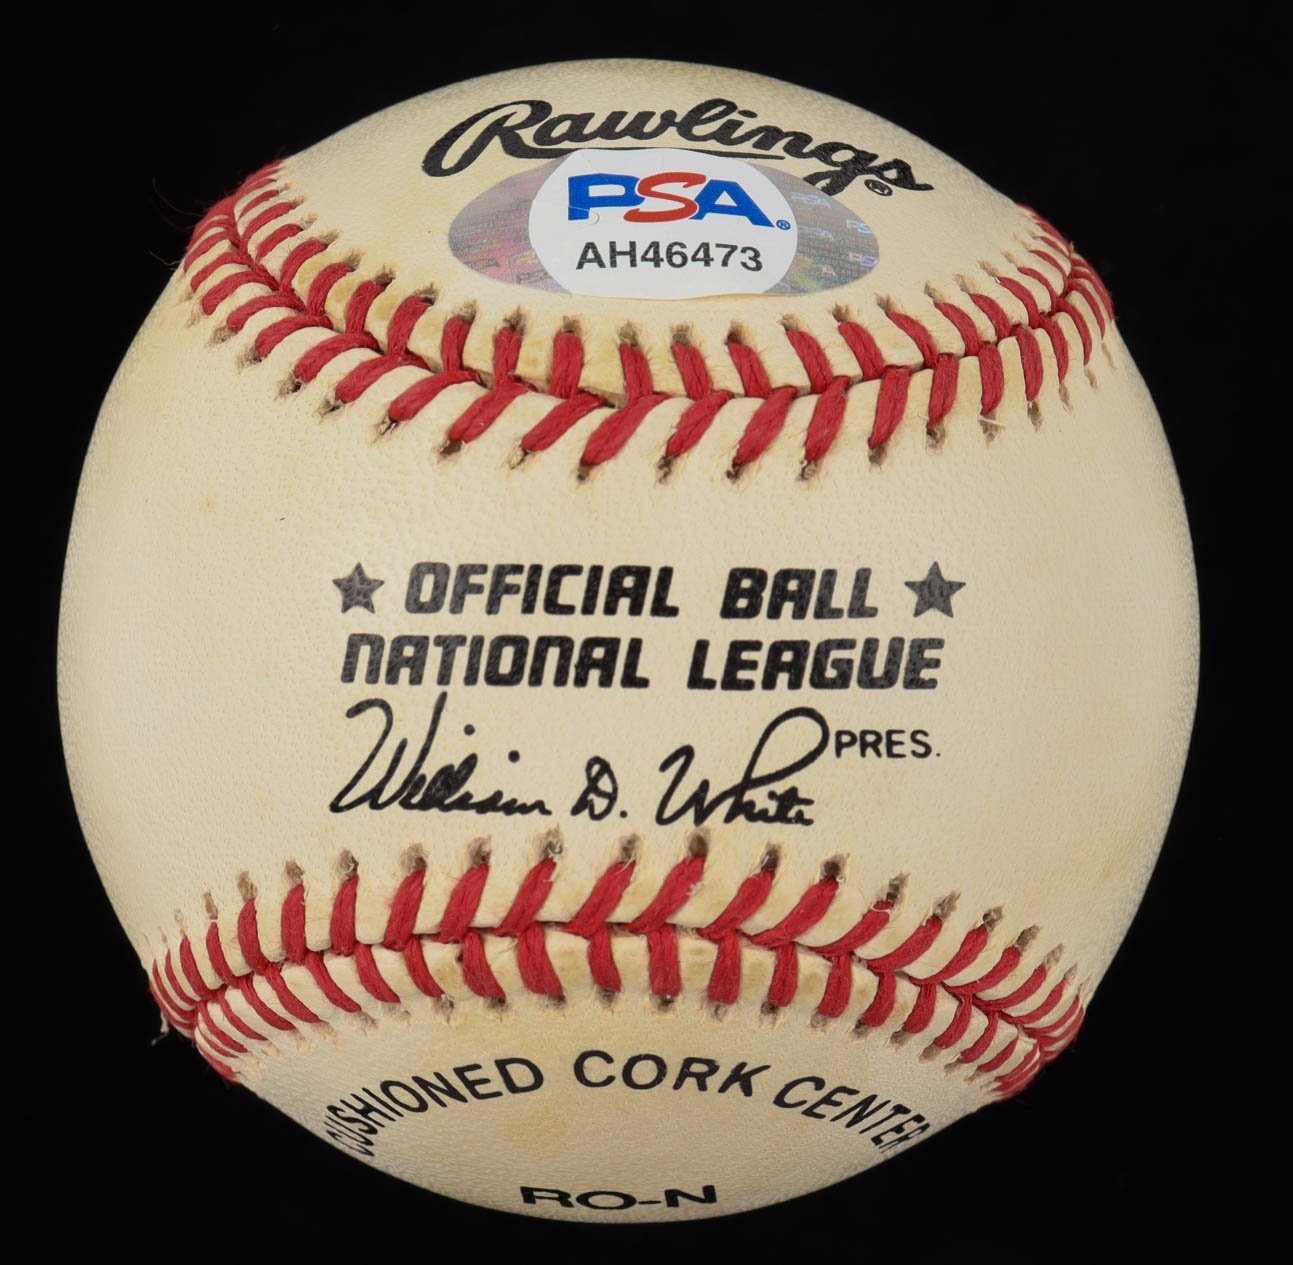 Rawlings®
PSA®
AH46473
★ OFFICIAL BALL ★
NATIONAL LEAGUE
William D. White PRES.
CUSHIONED CORK CENTER
RO-N